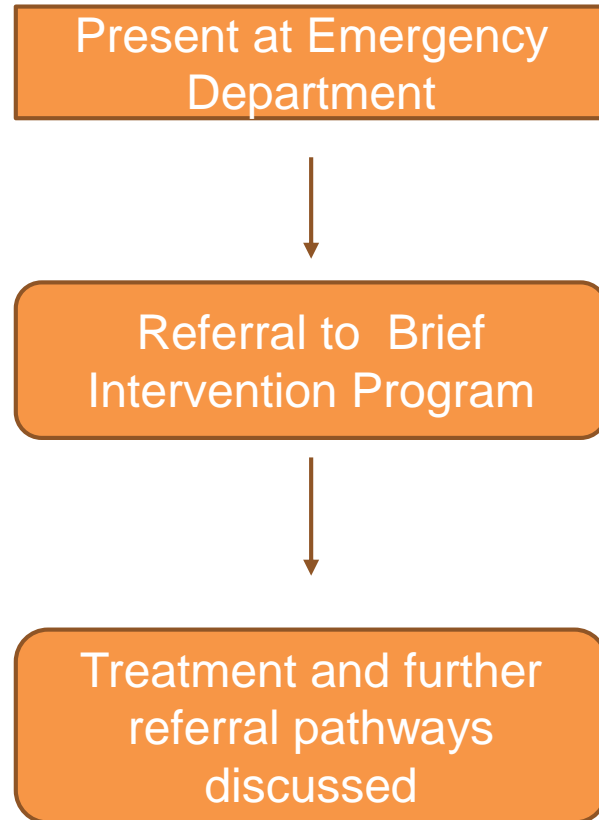 Present at Emergency
Department
Referral to  Brief
Intervention Program
Treatment and further
referral pathways
discussed